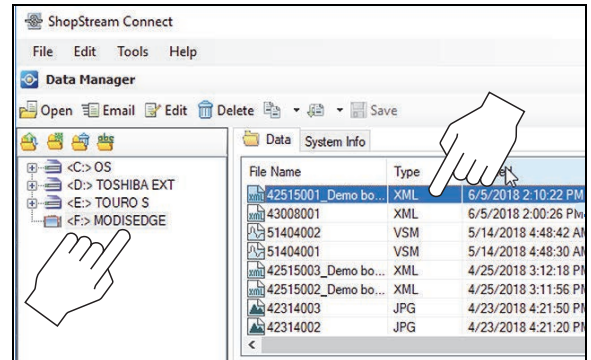 ShopStream Connect
File Edit Tools Help
Data Manager
Open Email Edit Delete Save
abc
Data System Info
<C:> OS
<D:> TOSHIBA EXT
<E:> TOURO S
<F:> MODISEDGE
File Name Type
42515001_Demo bo... XML 6/5/2018 2:10:22 PM
43008001 XML 6/5/2018 2:00:26 PM
51404002 VSM 5/14/2018 4:48:42 AM
51404001 VSM 5/14/2018 4:48:30 AM
42515003_Demo bo... XML 4/25/2018 3:12:18 PM
42515002_Demo bo... XML 4/25/2018 3:11:56 PM
42314003 JPG 4/23/2018 4:21:50 PM
42314002 JPG 4/23/2018 4:21:20 PM